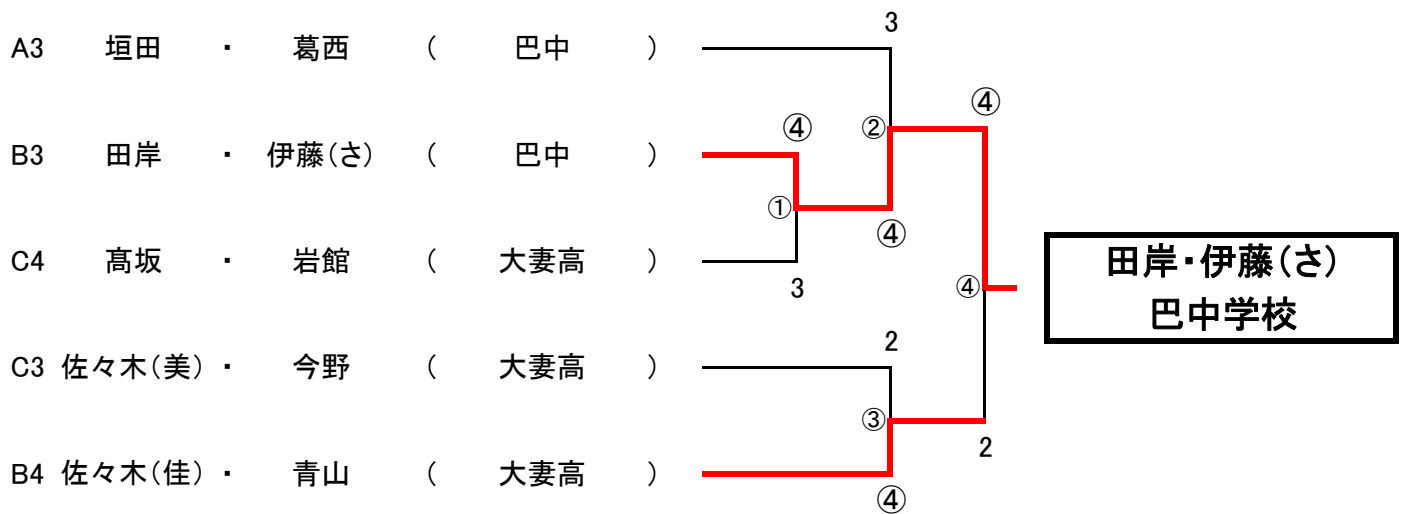 3
A3 垣田 ・ 葛西 ( 巴中 )
④
④ ②
B3 田岸 ・ 伊藤(さ) ( 巴中 )
①
④
C4 髙坂 ・ 岩館 ( 大妻高 )
田岸・伊藤(さ)
3 ④
巴中学校
2
C3 佐々木(美) ・ 今野 ( 大妻高 )
③
2
B4 佐々木(佳) ・ 青山 ( 大妻高 )
④